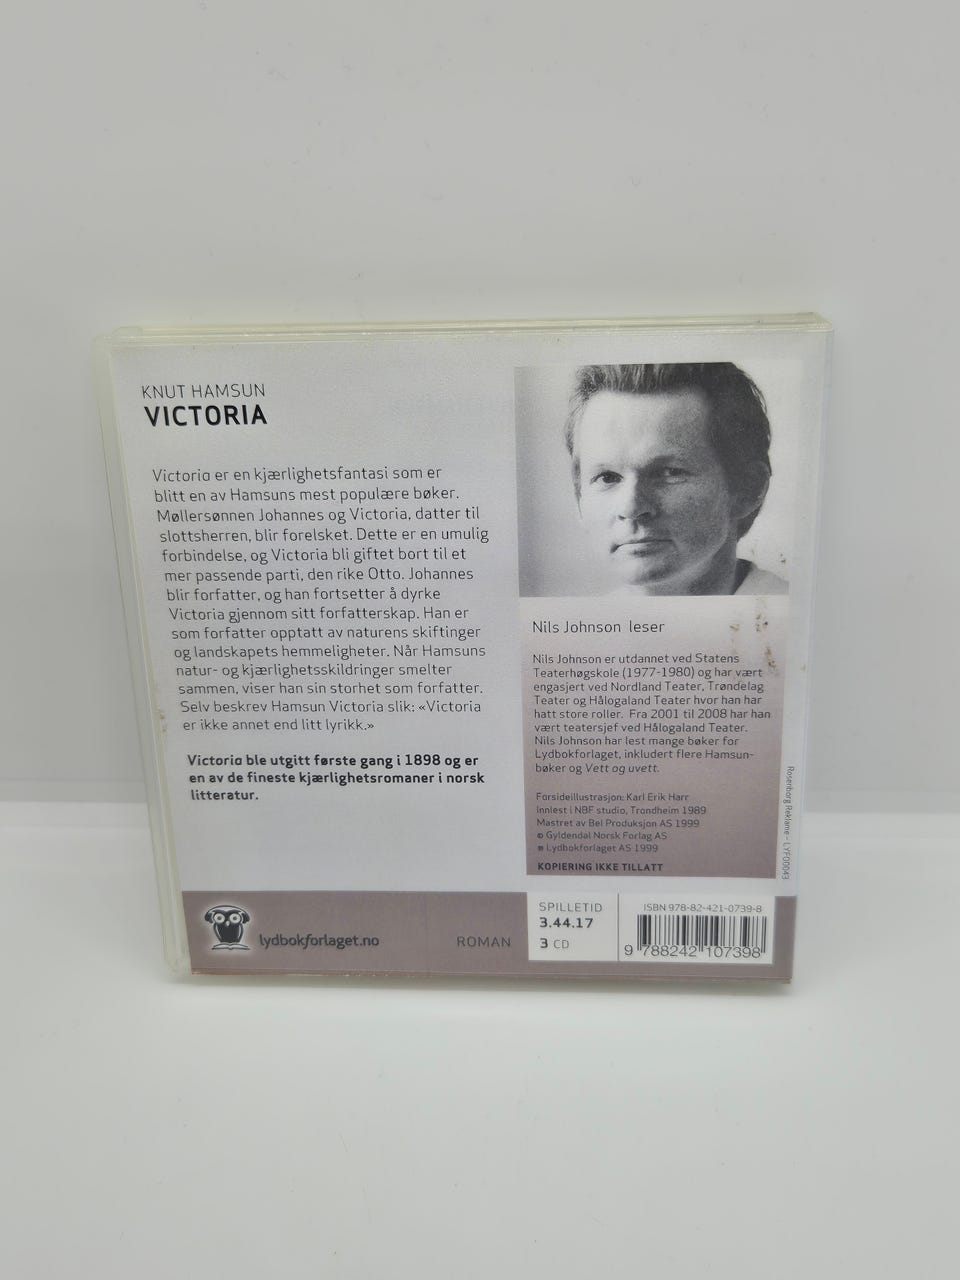 KNUT HAMSUN
VICTORIA
Victoria er en kjærlighetsfantasi som er
blitt en av Hamsuns mest populære bøker.
Møllersønnen Johannes og Victoria, datter til
slottsherren, blir forelsket. Dette er en umulig
forbindelse, og Victoria bli giftet bort til et
mer passende parti, den rike Otto. Johannes
blir forfatter, og han fortsetter å dyrke
Victoria gjennom sitt forfatterskap. Han er
som forfatter opptatt av naturens skiftinger
og landskapets hemmeligheter. Når Hamsuns
natur- og kjærlighetsskildringer smelter
sammen, viser han sin storhet som forfatter.
Selv beskrev Hamsun Victoria slik: «Victoria
er ikke annet end litt lyrikk.»
Victoria ble utgitt første gang i 1898 og er
en av de fineste kjærlighetsromaner i norsk
litteratur.
Nils Johnson leser
Nils Johnson er utdannet ved Statens
Teaterhøgskole (1977-1980) og har vært
engasjert ved Nordland Teater, Trøndelag
Teater og Hålogaland Teater hvor han har
hatt store roller. Fra 2001 til 2008 har han
vært teatersjef ved Hålogaland Teater.
Nils Johnson har lest mange bøker for
Lydbokforlaget, inkludert flere Hamsun-
bøker og Vett og uvett.
Forsideillustrasjon: Karl Erik Harr
Innlest i NBF studio, Trondheim 1989
Mastret av Bel Produksjon AS 1999
© Gyldendal Norsk Forlag AS
℗ Lydbokforlaget AS 1999
KOPIERING IKKE TILLATT
Rosenborg Reklame - LYF00043
lydbokforlaget.no
ROMAN
SPILLETID
3.44.17
3 CD
ISBN 978-82-421-0739-8
9 788242 107398